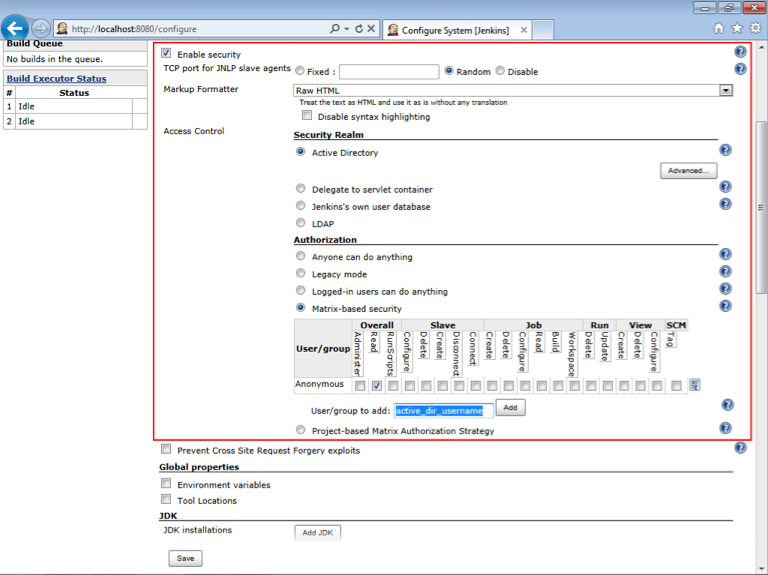 http://localhost:8080/configure
Configure System [Jenkins]
Build Queue
No builds in the queue.
Build Executor Status
# Status
1 Idle
2 Idle
Enable security
TCP port for JNLP slave agents Fixed : Random Disable
Markup Formatter Raw HTML
Treat the text as HTML and use it as is without any translation
Disable syntax highlighting
Access Control Security Realm
Active Directory
Advanced...
Delegate to servlet container
Jenkins's own user database
LDAP
Authorization
Anyone can do anything
Legacy mode
Logged-in users can do anything
Matrix-based security
User/group Overall Slave Job Run View SCM
Administer Read RunScripts Configure Delete Create Disconnect Connect Create Delete Configure Read Build Workspace Delete Update Create Delete Configure Tag
Anonymous
User/group to add: active_dir_username Add
Project-based Matrix Authorization Strategy
Prevent Cross Site Request Forgery exploits
Global properties
Environment variables
Tool Locations
JDK
JDK installations Add JDK
Save